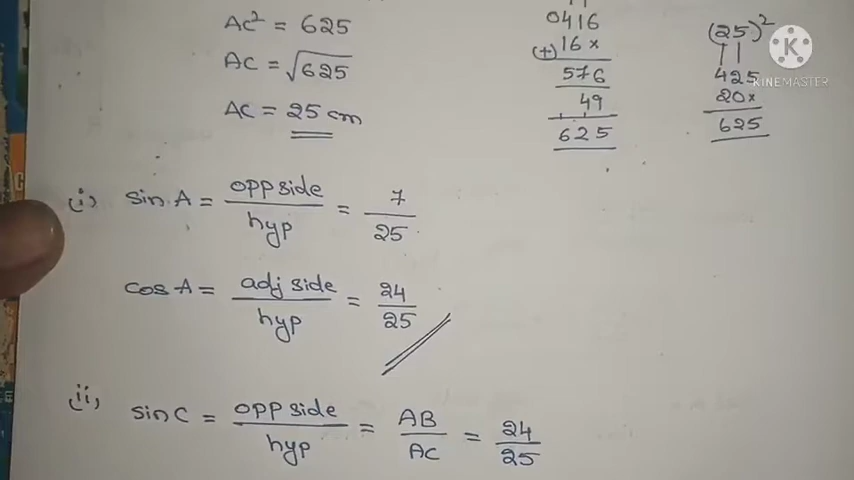 AC² = 625
AC = √625
AC = 25 cm
0416
(+) 16×
576
49
625
(25)²
425
20×
625
KINEMASTER
(i) sin A = opp side / hyp = 7 / 25
cos A = adj side / hyp = 24 / 25
(ii) sin C = opp side / hyp = AB / AC = 24 / 25